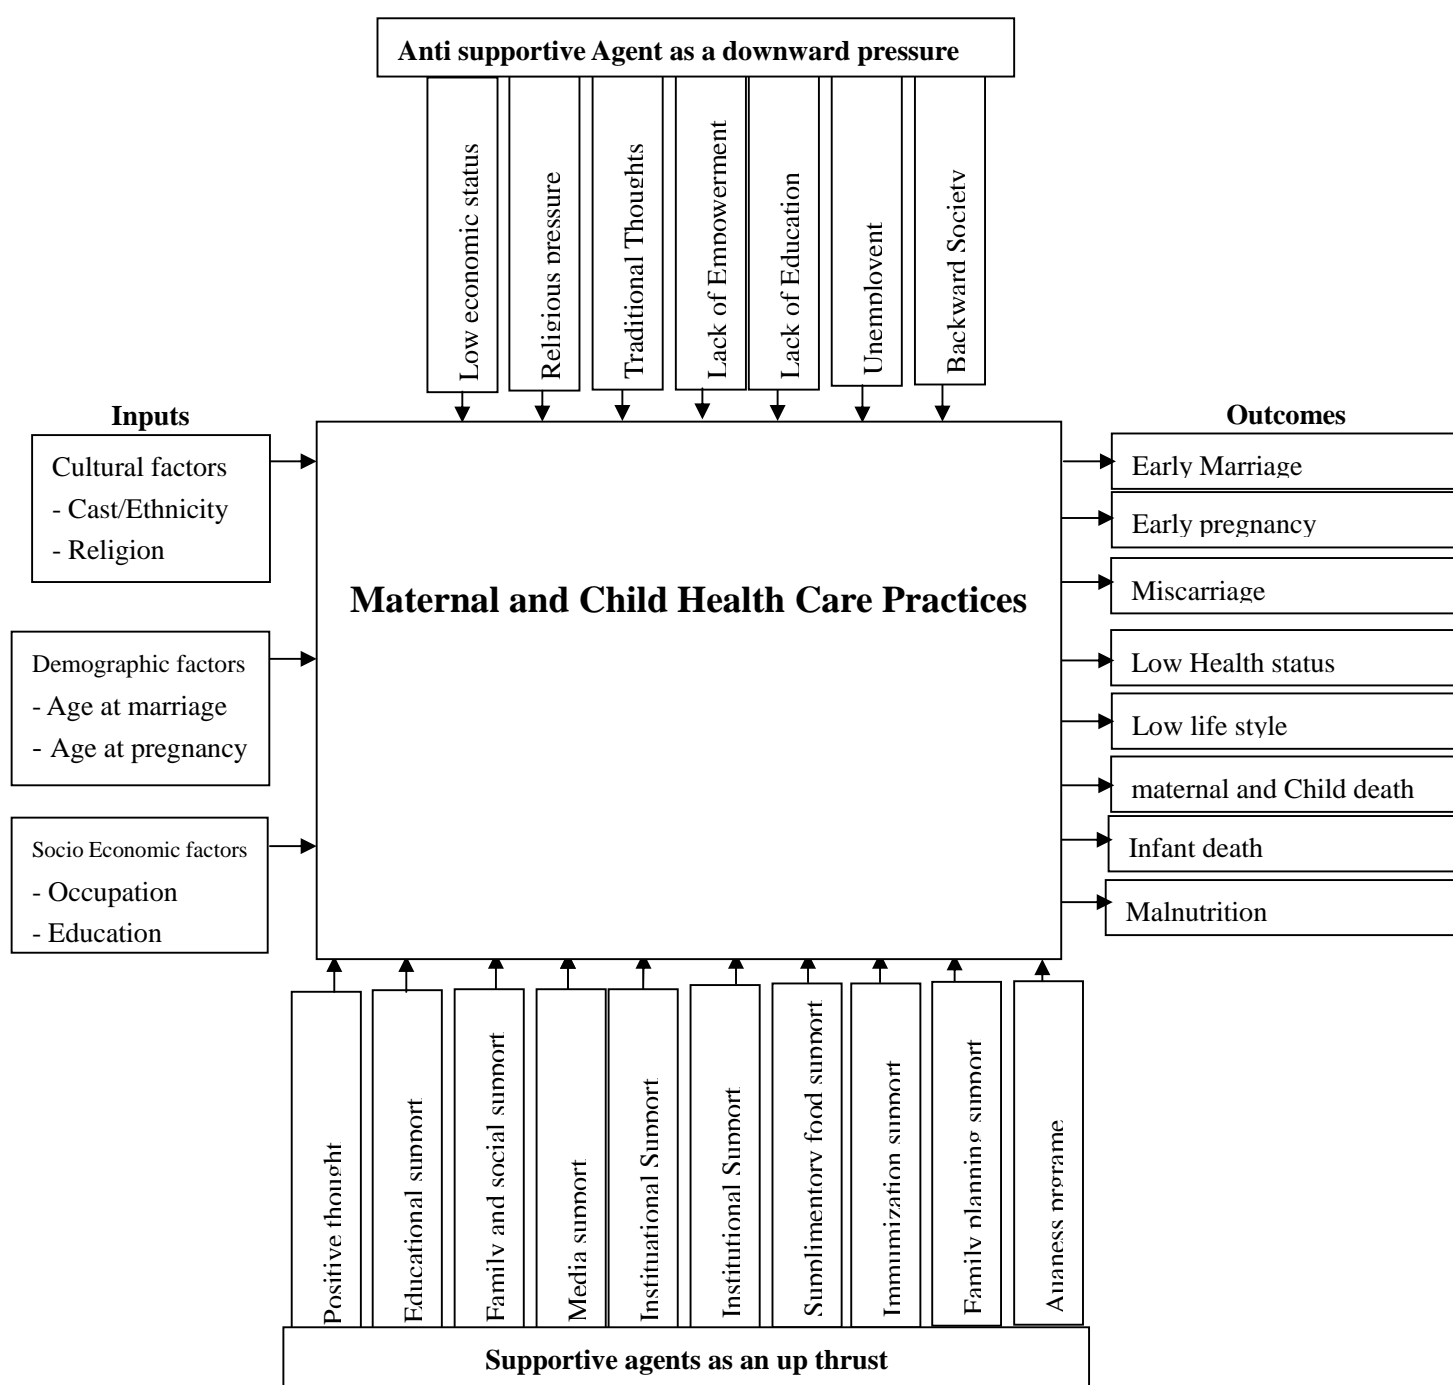 Anti supportive Agent as a downward pressure
Low economic status
Religious pressure
Traditional Thoughts
Lack of Empowerment
Lack of Education
Unemployent
Backward Society
Inputs
Cultural factors
- Cast/Ethnicity
- Religion
Demographic factors
- Age at marriage
- Age at pregnancy
Socio Economic factors
- Occupation
- Education
Maternal and Child Health Care Practices
Outcomes
Early Marriage
Early pregnancy
Miscarriage
Low Health status
Low life style
maternal and Child death
Infant death
Malnutrition
Positive thought
Educational support
Family and social support
Media support
Instituational Support
Institutional Support
Supplimentory food support
Immunization support
Family planning support
Auaness prgrame
Supportive agents as an up thrust